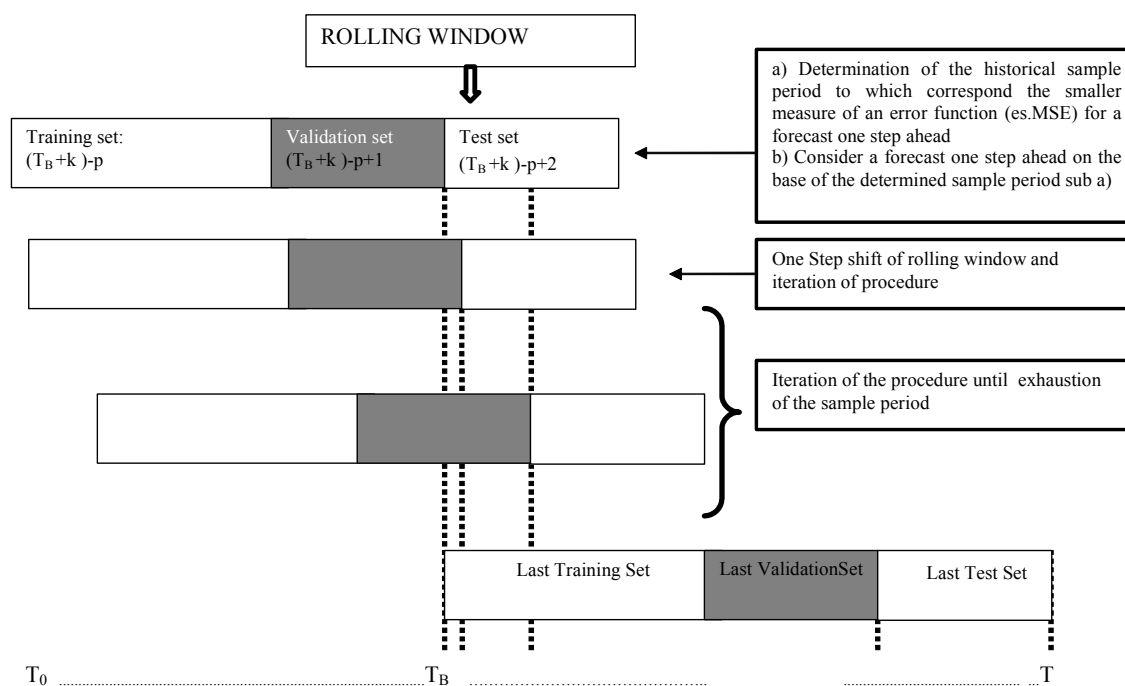 ROLLING WINDOW
a) Determination of the historical sample
period to which correspond the smaller
measure of an error function (es.MSE) for a
forecast one step ahead
b) Consider a forecast one step ahead on the
base of the determined sample period sub a)
Training set:
(T_B+k )-p
Validation set
(T_B+k )-p+1
Test set
(T_B+k )-p+2
One Step shift of rolling window and
iteration of procedure
Iteration of the procedure until exhaustion
of the sample period
Last Training Set
Last ValidationSet
Last Test Set
T₀
T_B
T